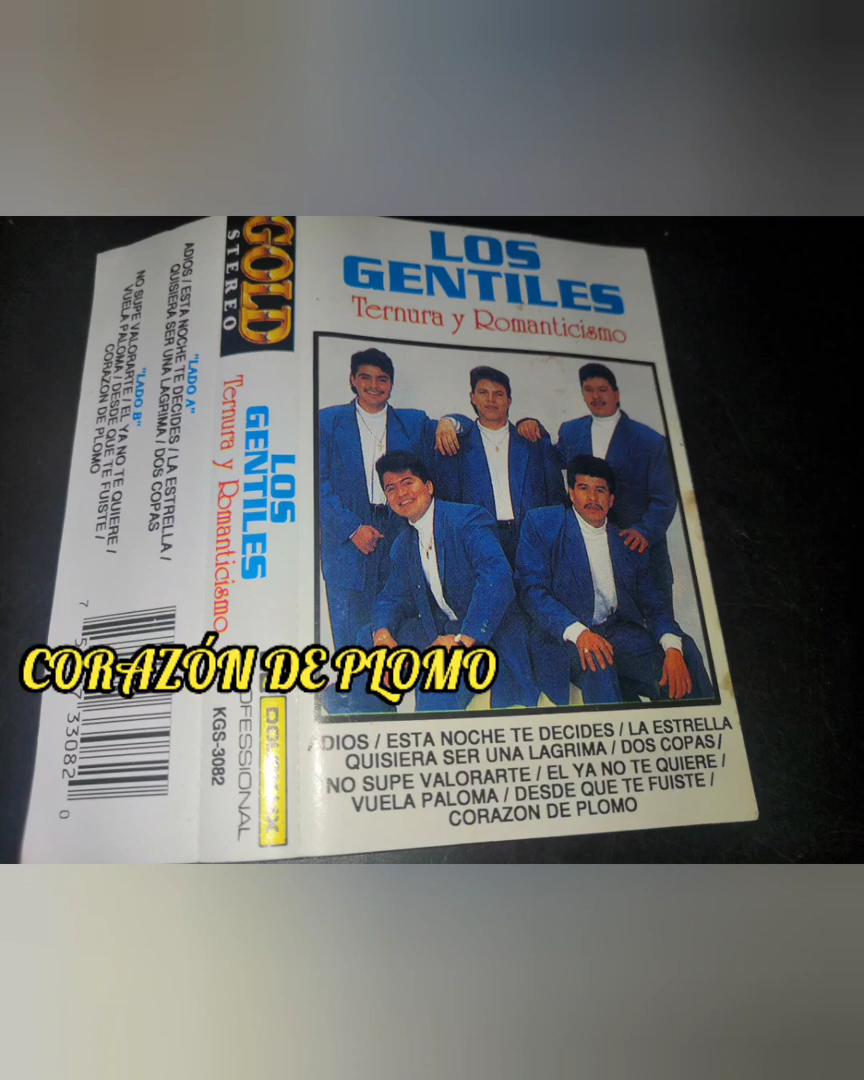 GOLD
STEREO
"LADO A"
ADIOS / ESTA NOCHE TE DECIDES / LA ESTRELLA /
QUISIERA SER UNA LAGRIMA / DOS COPAS
"LADO B"
NO SUPE VALORARTE / EL YA NO TE QUIERE /
VUELA PALOMA / DESDE QUE TE FUISTE /
CORAZON DE PLOMO
LOS
GENTILES
Ternura y Romanticismo
KGS-3082
7
33082
0
LOS
GENTILES
Ternura y Romanticismo
CORAZÓN DE PLOMO
DIOS / ESTA NOCHE TE DECIDES / LA ESTRELLA
QUISIERA SER UNA LAGRIMA / DOS COPAS /
NO SUPE VALORARTE / EL YA NO TE QUIERE /
VUELA PALOMA / DESDE QUE TE FUISTE /
CORAZON DE PLOMO